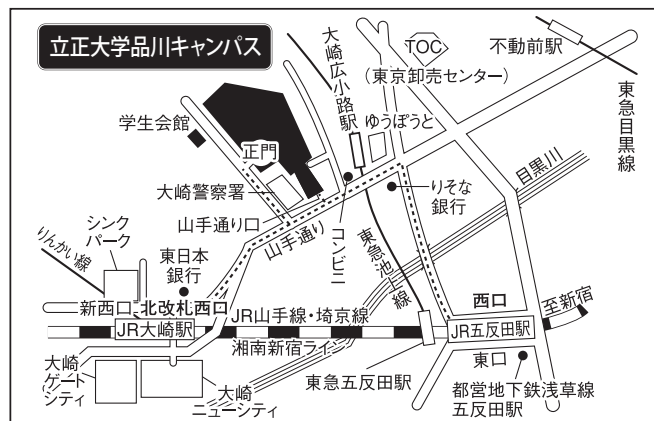 立正大学品川キャンパス
TOC
(東京卸売センター)
不動前駅
東急目黒線
大崎広小路駅
ゆうぽうと
学生会館
正門
大崎警察署
山手通り口
山手通り
コンビニ
りそな
銀行
目黒川
東急池上線
シンク
パーク
りんかい線
東日本
銀行
新西口
北改札西口
JR大崎駅
JR山手線・埼京線
湘南新宿ライン
西口
至新宿
JR五反田駅
東口
東急五反田駅
都営地下鉄浅草線
五反田駅
大崎
ゲート
シティ
大崎
ニューシティ